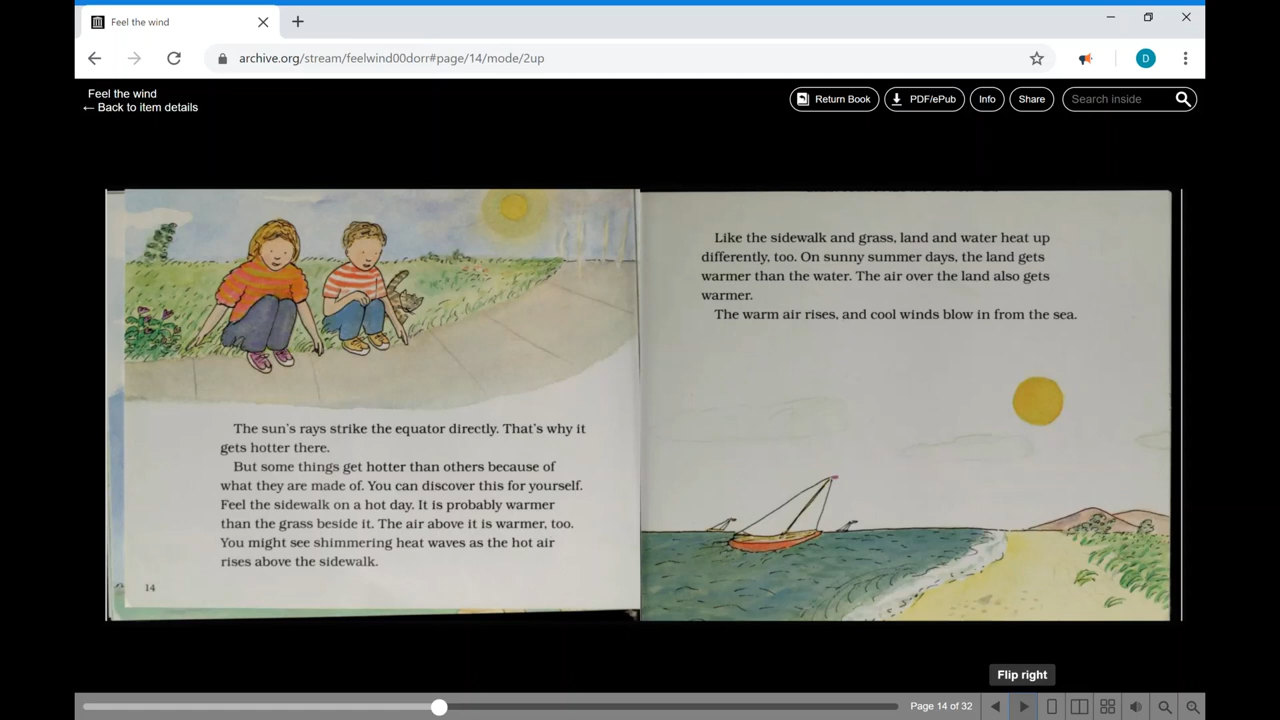 Feel the wind
archive.org/stream/feelwind00dorr#page/14/mode/2up
D
Feel the wind
← Back to item details
Return Book
PDF/ePub
Info
Share
Search inside
The sun's rays strike the equator directly. That's why it
gets hotter there.
But some things get hotter than others because of
what they are made of. You can discover this for yourself.
Feel the sidewalk on a hot day. It is probably warmer
than the grass beside it. The air above it is warmer, too.
You might see shimmering heat waves as the hot air
rises above the sidewalk.
14
Like the sidewalk and grass, land and water heat up
differently, too. On sunny summer days, the land gets
warmer than the water. The air over the land also gets
warmer.
The warm air rises, and cool winds blow in from the sea.
Flip right
Page 14 of 32